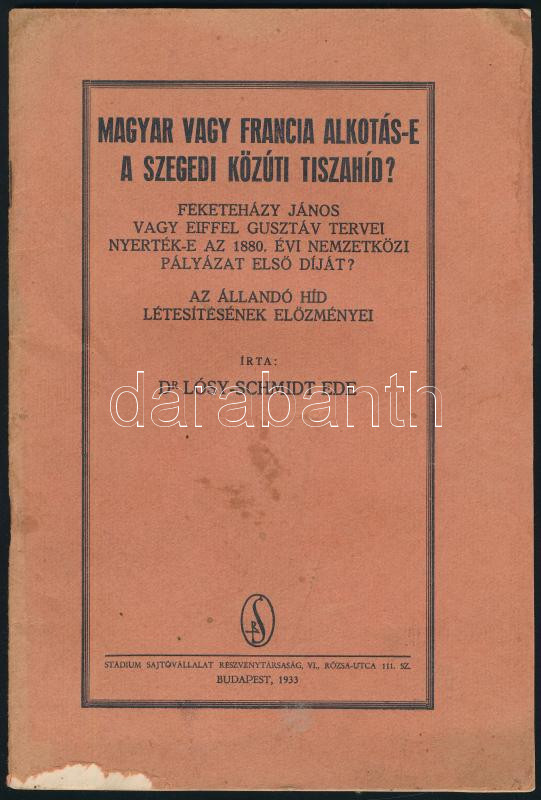 MAGYAR VAGY FRANCIA ALKOTÁS-E
A SZEGEDI KÖZÚTI TISZAHÍD?
FEKETEHÁZY JÁNOS
VAGY EIFFEL GUSZTÁV TERVEI
NYERTÉK-E AZ 1880. ÉVI NEMZETKÖZI
PÁLYÁZAT ELSŐ DÍJÁT?
AZ ÁLLANDÓ HÍD
LÉTESÍTÉSÉNEK ELŐZMÉNYEI
ÍRTA:
DR LÓSY-SCHMIDT EDE
darabanth
STÁDIUM SAJTÓVÁLLALAT RÉSZVÉNYTÁRSASÁG, VI., RÓZSA-UTCA 111. SZ.
BUDAPEST, 1933